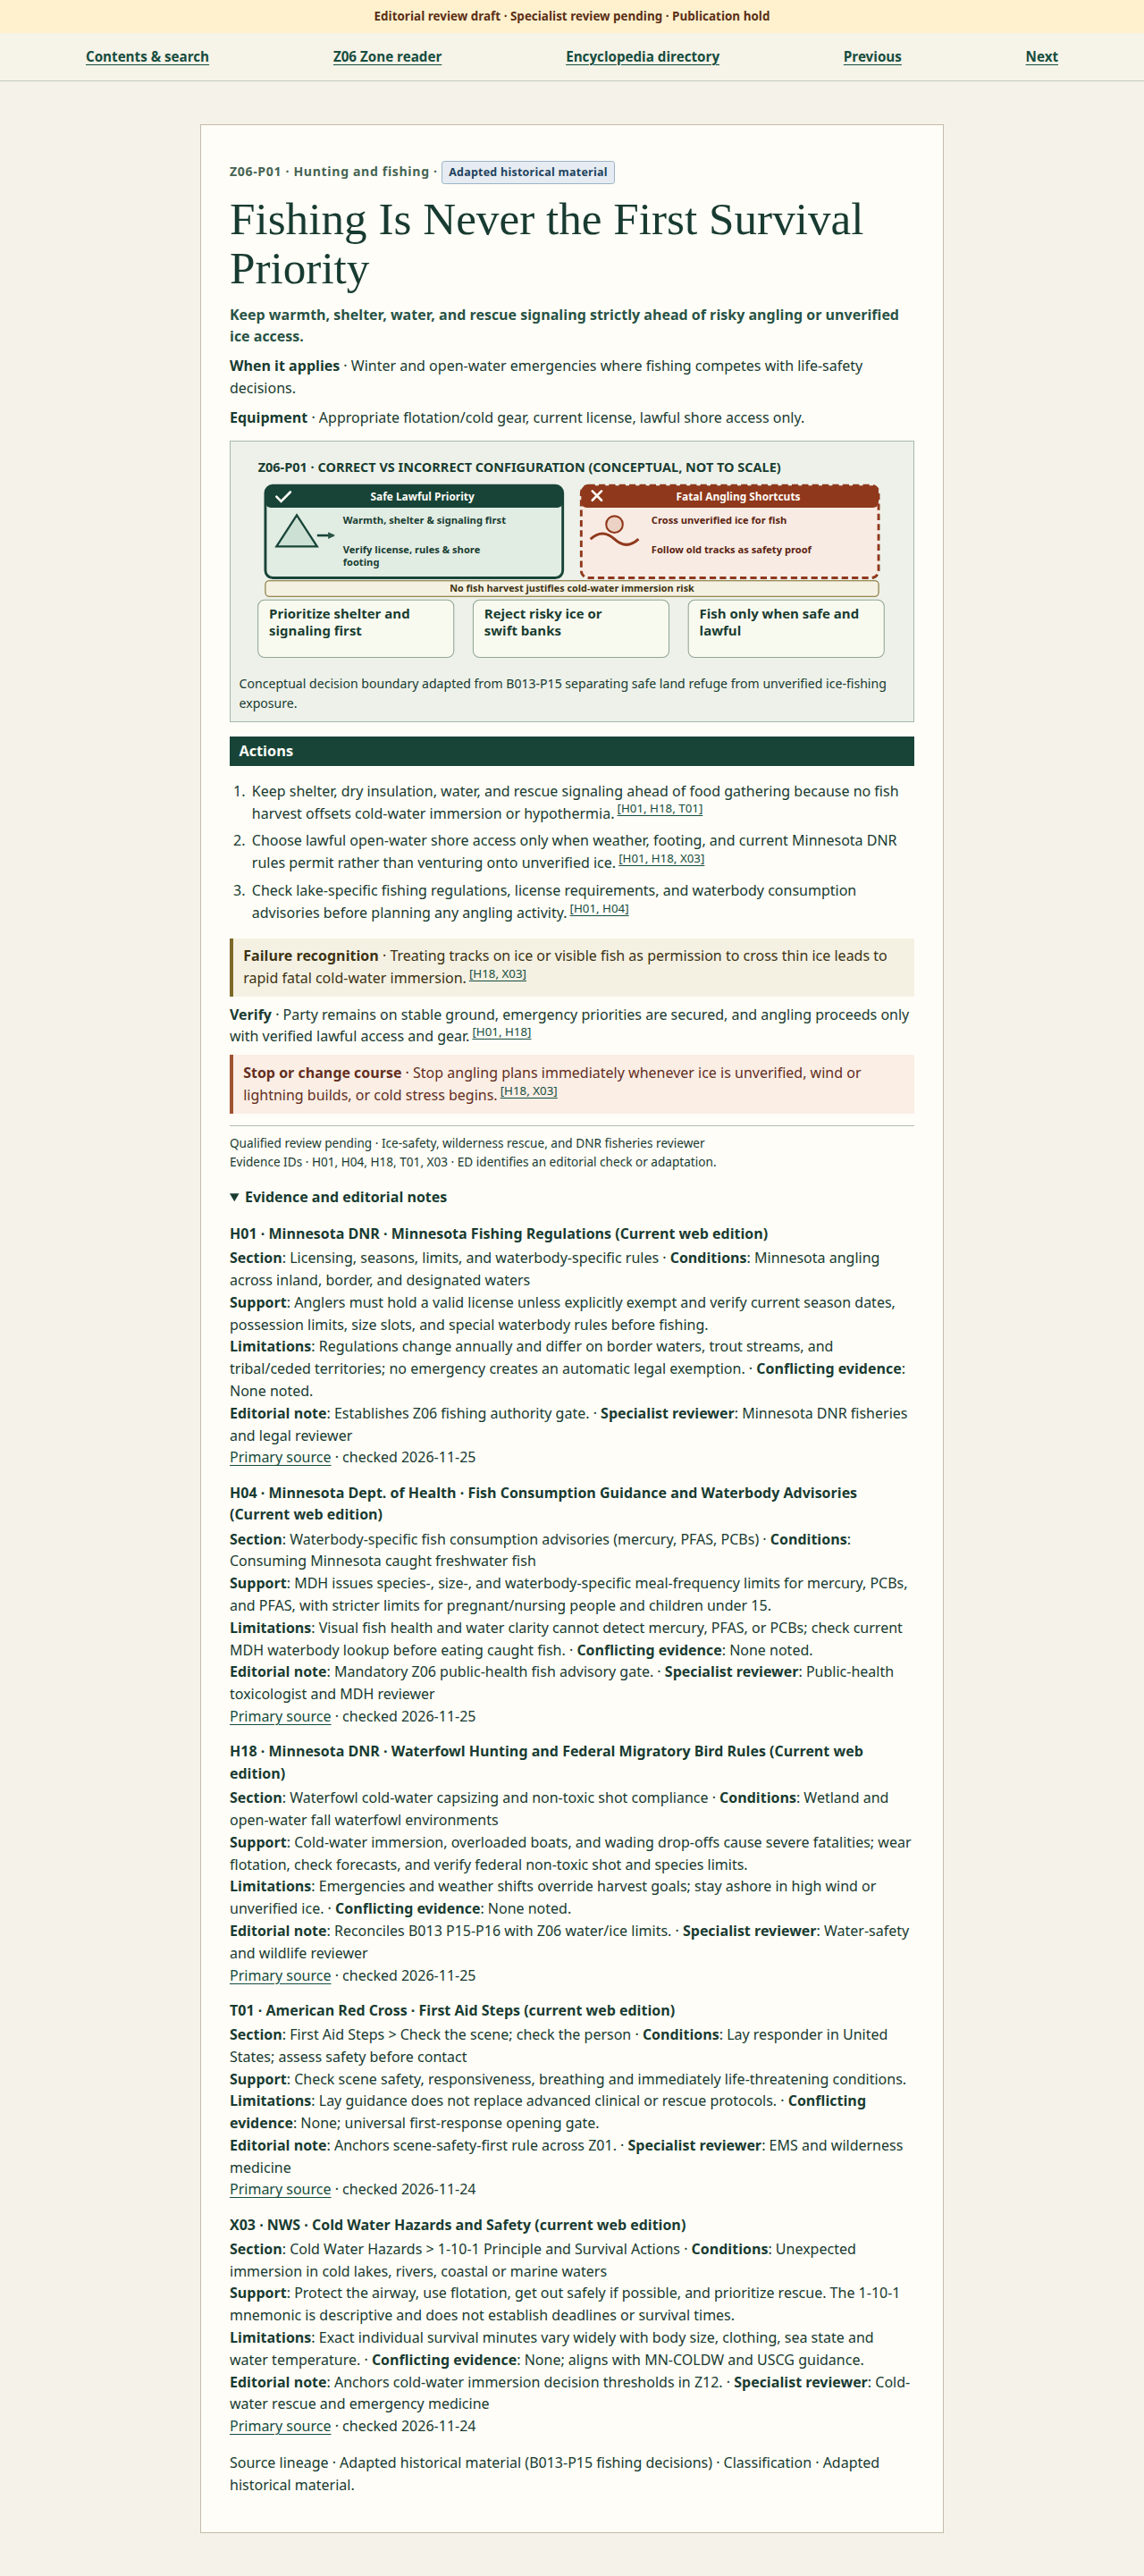 Editorial review draft · Specialist review pending · Publication hold
Contents & search
Z06 Zone reader
Encyclopedia directory
Previous
Next
Z06-P01 · Hunting and fishing · Adapted historical material
Fishing Is Never the First Survival
Priority
Keep warmth, shelter, water, and rescue signaling strictly ahead of risky angling or unverified
ice access.
When it applies · Winter and open-water emergencies where fishing competes with life-safety
decisions.
Equipment · Appropriate flotation/cold gear, current license, lawful shore access only.
Z06-P01 · CORRECT VS INCORRECT CONFIGURATION (CONCEPTUAL, NOT TO SCALE)
Safe Lawful Priority
Warmth, shelter & signaling first
Verify license, rules & shore
footing
Fatal Angling Shortcuts
Cross unverified ice for fish
Follow old tracks as safety proof
No fish harvest justifies cold-water immersion risk
Prioritize shelter and
signaling first
Reject risky ice or
swift banks
Fish only when safe and
lawful
Conceptual decision boundary adapted from B013-P15 separating safe land refuge from unverified ice-fishing
exposure.
Actions
1. Keep shelter, dry insulation, water, and rescue signaling ahead of food gathering because no fish
harvest offsets cold-water immersion or hypothermia. [H01, H18, T01]
2. Choose lawful open-water shore access only when weather, footing, and current Minnesota DNR
rules permit rather than venturing onto unverified ice. [H01, H18, X03]
3. Check lake-specific fishing regulations, license requirements, and waterbody consumption
advisories before planning any angling activity. [H01, H04]
Failure recognition · Treating tracks on ice or visible fish as permission to cross thin ice leads to
rapid fatal cold-water immersion. [H18, X03]
Verify · Party remains on stable ground, emergency priorities are secured, and angling proceeds only
with verified lawful access and gear. [H01, H18]
Stop or change course · Stop angling plans immediately whenever ice is unverified, wind or
lightning builds, or cold stress begins. [H18, X03]
Qualified review pending · Ice-safety, wilderness rescue, and DNR fisheries reviewer
Evidence IDs · H01, H04, H18, T01, X03 · ED identifies an editorial check or adaptation.
▼ Evidence and editorial notes
H01 · Minnesota DNR · Minnesota Fishing Regulations (Current web edition)
Section: Licensing, seasons, limits, and waterbody-specific rules · Conditions: Minnesota angling
across inland, border, and designated waters
Support: Anglers must hold a valid license unless explicitly exempt and verify current season dates,
possession limits, size slots, and special waterbody rules before fishing.
Limitations: Regulations change annually and differ on border waters, trout streams, and
tribal/ceded territories; no emergency creates an automatic legal exemption. · Conflicting evidence:
None noted.
Editorial note: Establishes Z06 fishing authority gate. · Specialist reviewer: Minnesota DNR fisheries
and legal reviewer
Primary source · checked 2026-11-25
H04 · Minnesota Dept. of Health · Fish Consumption Guidance and Waterbody Advisories
(Current web edition)
Section: Waterbody-specific fish consumption advisories (mercury, PFAS, PCBs) · Conditions:
Consuming Minnesota caught freshwater fish
Support: MDH issues species-, size-, and waterbody-specific meal-frequency limits for mercury, PCBs,
and PFAS, with stricter limits for pregnant/nursing people and children under 15.
Limitations: Visual fish health and water clarity cannot detect mercury, PFAS, or PCBs; check current
MDH waterbody lookup before eating caught fish. · Conflicting evidence: None noted.
Editorial note: Mandatory Z06 public-health fish advisory gate. · Specialist reviewer: Public-health
toxicologist and MDH reviewer
Primary source · checked 2026-11-25
H18 · Minnesota DNR · Waterfowl Hunting and Federal Migratory Bird Rules (Current web
edition)
Section: Waterfowl cold-water capsizing and non-toxic shot compliance · Conditions: Wetland and
open-water fall waterfowl environments
Support: Cold-water immersion, overloaded boats, and wading drop-offs cause severe fatalities; wear
flotation, check forecasts, and verify federal non-toxic shot and species limits.
Limitations: Emergencies and weather shifts override harvest goals; stay ashore in high wind or
unverified ice. · Conflicting evidence: None noted.
Editorial note: Reconciles B013 P15-P16 with Z06 water/ice limits. · Specialist reviewer: Water-safety
and wildlife reviewer
Primary source · checked 2026-11-25
T01 · American Red Cross · First Aid Steps (current web edition)
Section: First Aid Steps > Check the scene; check the person · Conditions: Lay responder in United
States; assess safety before contact
Support: Check scene safety, responsiveness, breathing and immediately life-threatening conditions.
Limitations: Lay guidance does not replace advanced clinical or rescue protocols. · Conflicting
evidence: None; universal first-response opening gate.
Editorial note: Anchors scene-safety-first rule across Z01. · Specialist reviewer: EMS and wilderness
medicine
Primary source · checked 2026-11-24
X03 · NWS · Cold Water Hazards and Safety (current web edition)
Section: Cold Water Hazards > 1-10-1 Principle and Survival Actions · Conditions: Unexpected
immersion in cold lakes, rivers, coastal or marine waters
Support: Protect the airway, use flotation, get out safely if possible, and prioritize rescue. The 1-10-1
mnemonic is descriptive and does not establish deadlines or survival times.
Limitations: Exact individual survival minutes vary widely with body size, clothing, sea state and
water temperature. · Conflicting evidence: None; aligns with MN-COLDW and USCG guidance.
Editorial note: Anchors cold-water immersion decision thresholds in Z12. · Specialist reviewer: Cold-
water rescue and emergency medicine
Primary source · checked 2026-11-24
Source lineage · Adapted historical material (B013-P15 fishing decisions) · Classification · Adapted
historical material.